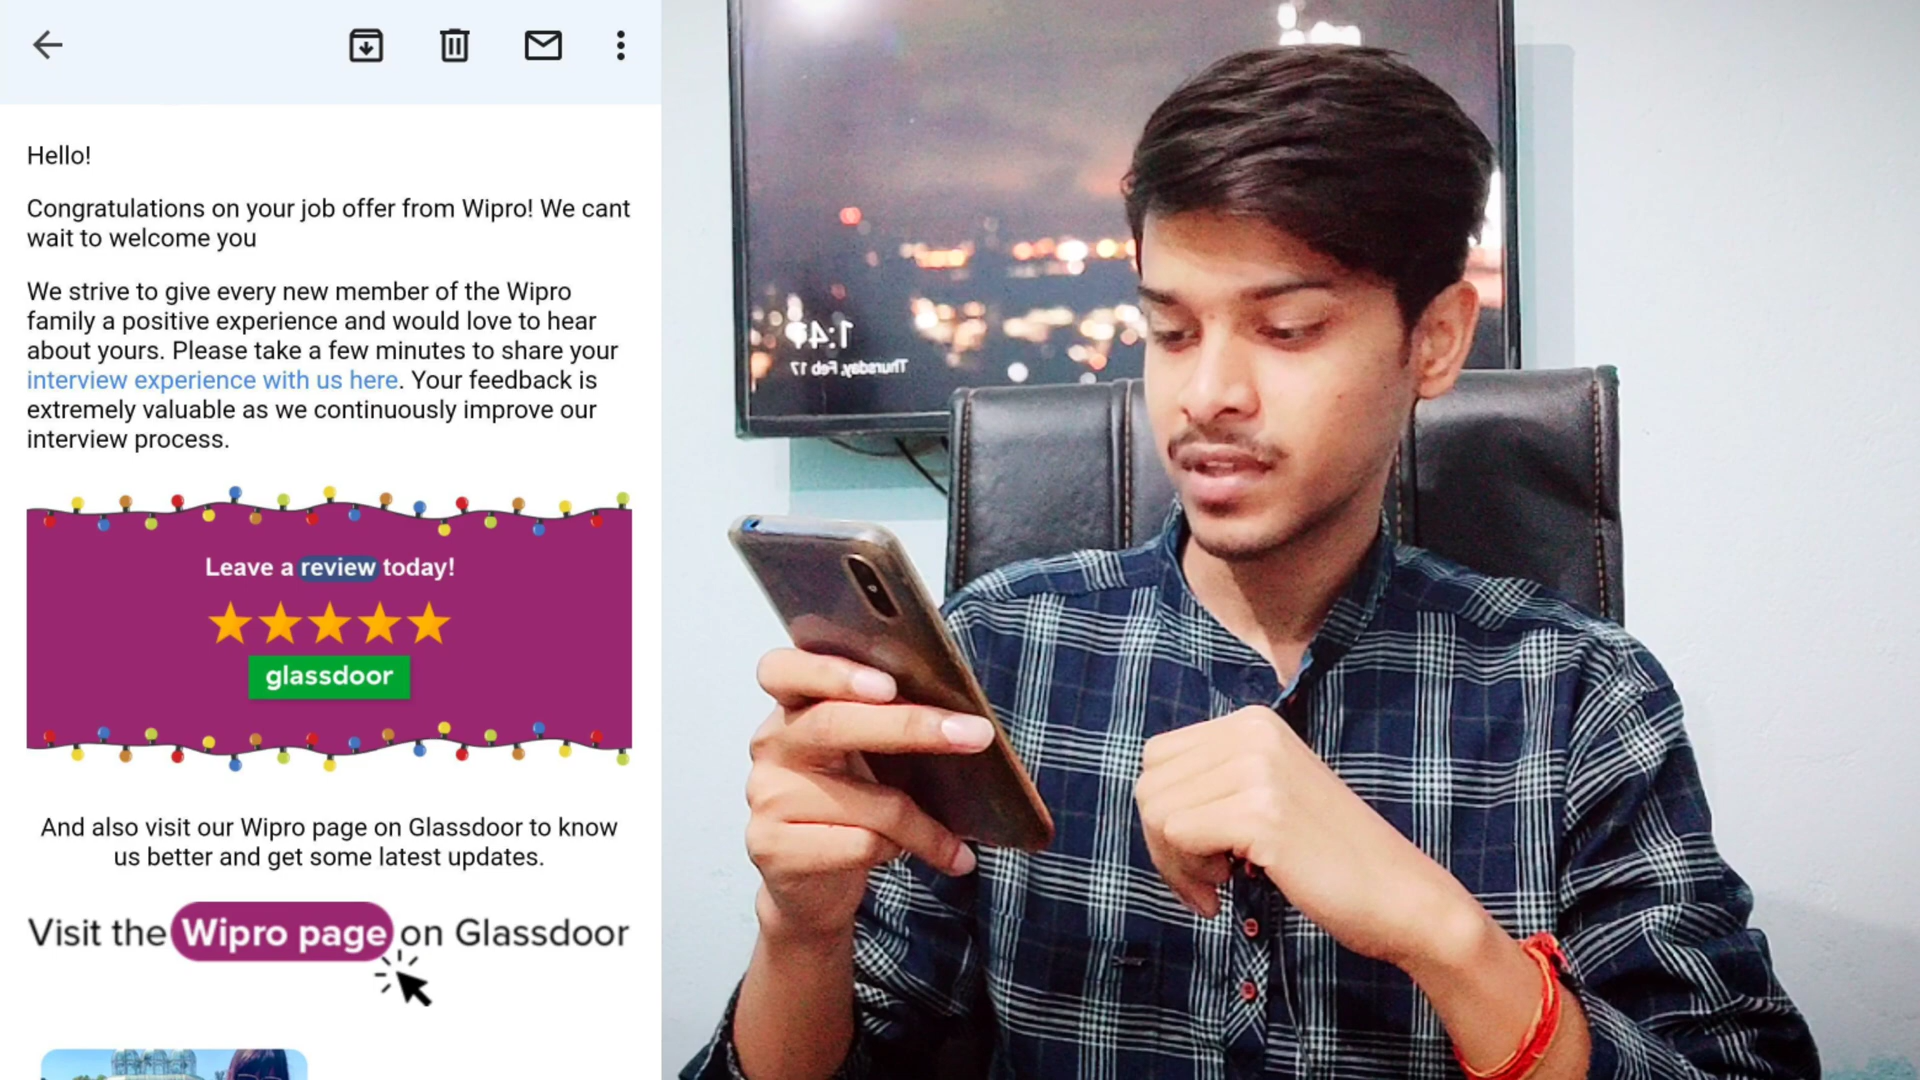 Hello!
Congratulations on your job offer from Wipro! We cant
wait to welcome you
We strive to give every new member of the Wipro
family a positive experience and would love to hear
about yours. Please take a few minutes to share your
interview experience with us here. Your feedback is
extremely valuable as we continuously improve our
interview process.
Leave a review today!
glassdoor
And also visit our Wipro page on Glassdoor to know
us better and get some latest updates.
Visit the Wipro page on Glassdoor
Thursday, Feb 17